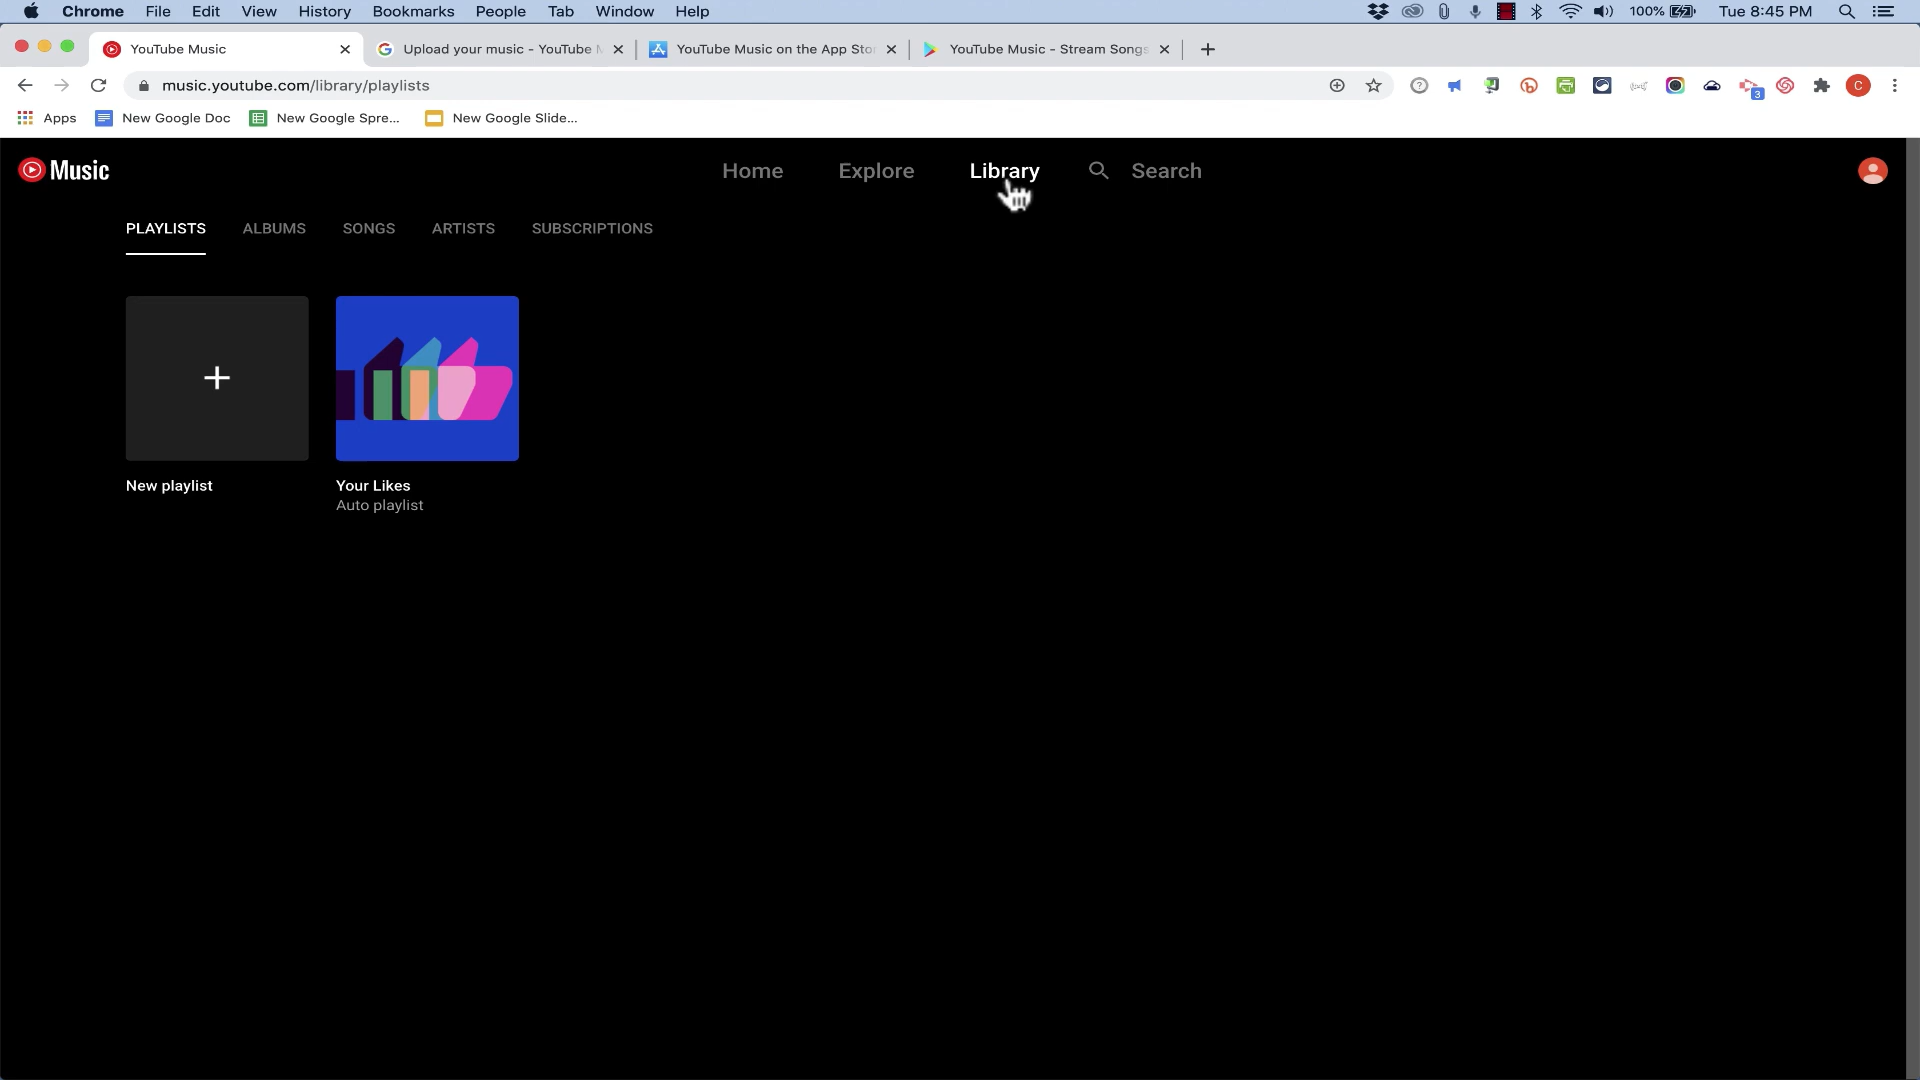 Chrome File Edit View History Bookmarks People Tab Window Help 100% Tue 8:45 PM
YouTube Music Upload your music - YouTube M YouTube Music on the App Sto YouTube Music - Stream Songs
music.youtube.com/library/playlists C 3
Apps New Google Doc New Google Spre... New Google Slide...
Music Home Explore Library Search
PLAYLISTS ALBUMS SONGS ARTISTS SUBSCRIPTIONS
New playlist Your Likes
Auto playlist